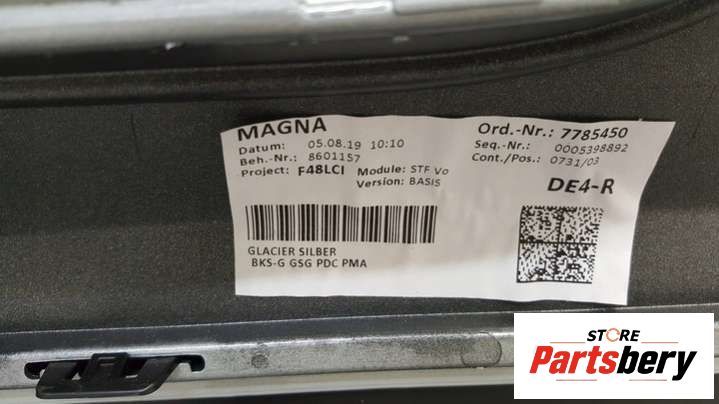 MAGNA
Datum: 05.08.19 10:10
Beh.-Nr.: 8601157
Project: F48LCI Module: STF Vo
Version: BASIS
Ord.-Nr.: 7785450
Seq.-Nr.: 0005398892
Cont./Pos.: 0731/03
DE4-R
GLACIER SILBER
BKS-G GSG PDC PMA
STORE
Partsbery